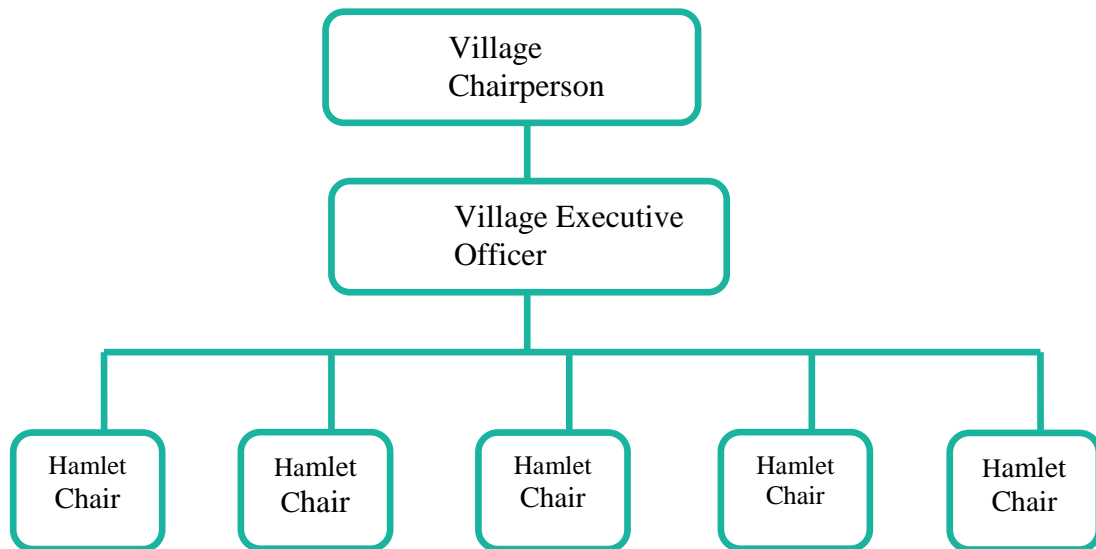 Village
Chairperson
Village Executive
Officer
Hamlet
Chair
Hamlet
Chair
Hamlet
Chair
Hamlet
Chair
Hamlet
Chair